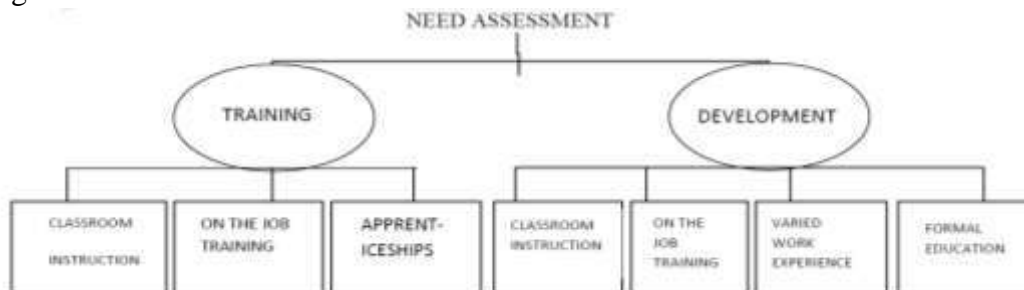 NEED ASSESSMENT
TRAINING
DEVELOPMENT
CLASSROOM
INSTRUCTION
ON THE JOB
TRAINING
APPRENT-
ICESHIPS
CLASSROOM
INSTRUCTION
ON THE
JOB
TRAINING
VARIED
WORK
EXPERIENCE
FORMAL
EDUCATION